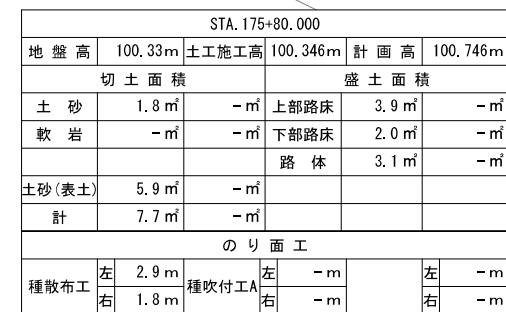 STA. 175+80.000
地盤高 100.33m 土工施工高 100.346m 計画高 100.746m
切土面積 盛土面積
土砂 1.8㎡ －㎡ 上部路床 3.9㎡ －㎡
軟岩 －㎡ －㎡ 下部路床 2.0㎡ －㎡
路体 3.1㎡ －㎡
土砂(表土) 5.9㎡ －㎡
計 7.7㎡ －㎡
のり面工
種散布工 左 2.9m 種吹付工A 左 －m 左 －m
右 1.8m 右 －m 右 －m